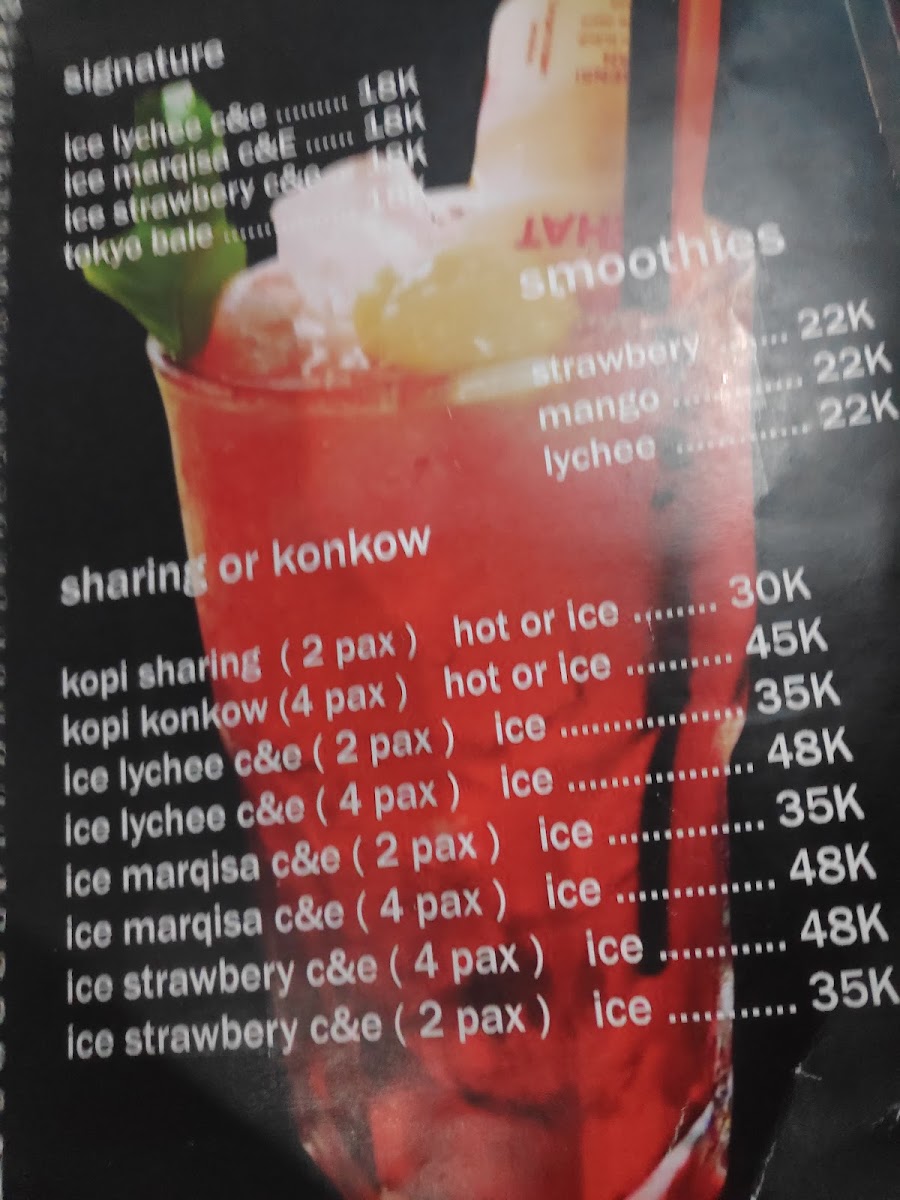 signature
ice lychee c&e ......... 18K
ice marqisa c&E ...... 18K
ice strawbery c&e 18K
tokyo bale ...... 18K
HAT
smoothies
strawbery ...... 22K
mango ............ 22K
lychee ............. 22K
sharing or konkow
kopi sharing ( 2 pax ) hot or ice ........ 30K
kopi konkow (4 pax ) hot or ice .......... 45K
ice lychee c&e ( 2 pax ) ice ................. 35K
ice lychee c&e ( 4 pax ) ice ................. 48K
ice marqisa c&e ( 2 pax ) ice .............. 35K
ice marqisa c&e ( 4 pax ) ice .............. 48K
ice strawbery c&e ( 4 pax ) ice ........... 48K
ice strawbery c&e ( 2 pax ) ice ........... 35K